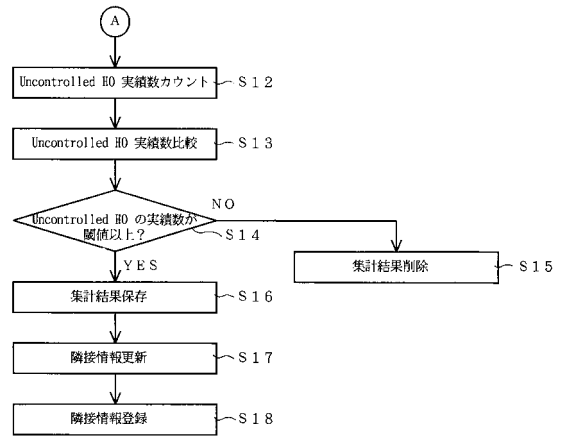 A
Uncontrolled HO 実績数カウント
S12
Uncontrolled HO 実績数比較
S13
Uncontrolled HO の実績数が
閾値以上?
S14
NO
YES
集計結果削除
S15
集計結果保存
S16
隣接情報更新
S17
隣接情報登録
S18